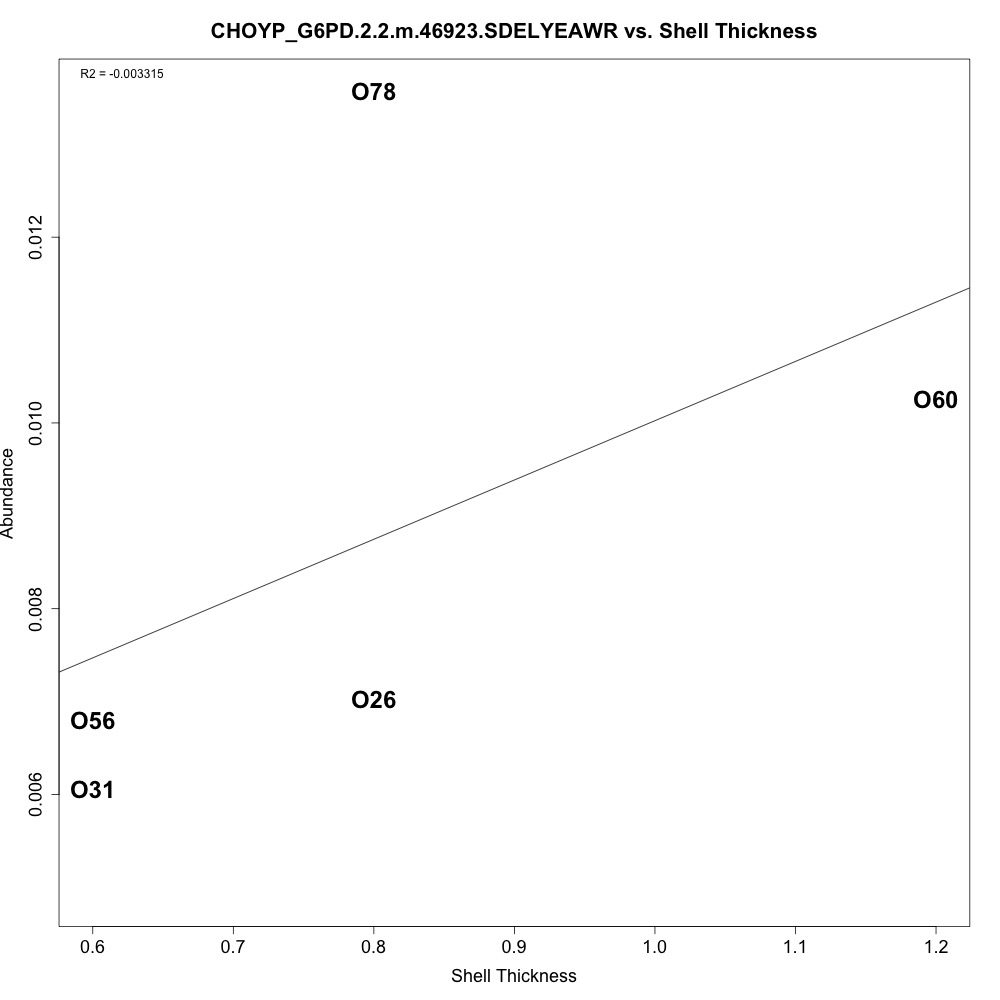 CHOYP_G6PD.2.2.m.46923.SDELYEAWR vs. Shell Thickness
R2 = -0.003315
O78
0.012
O60
0.010
Abundance
0.008
O26
O56
O31
0.006
0.6 0.7 0.8 0.9 1.0 1.1 1.2
Shell Thickness